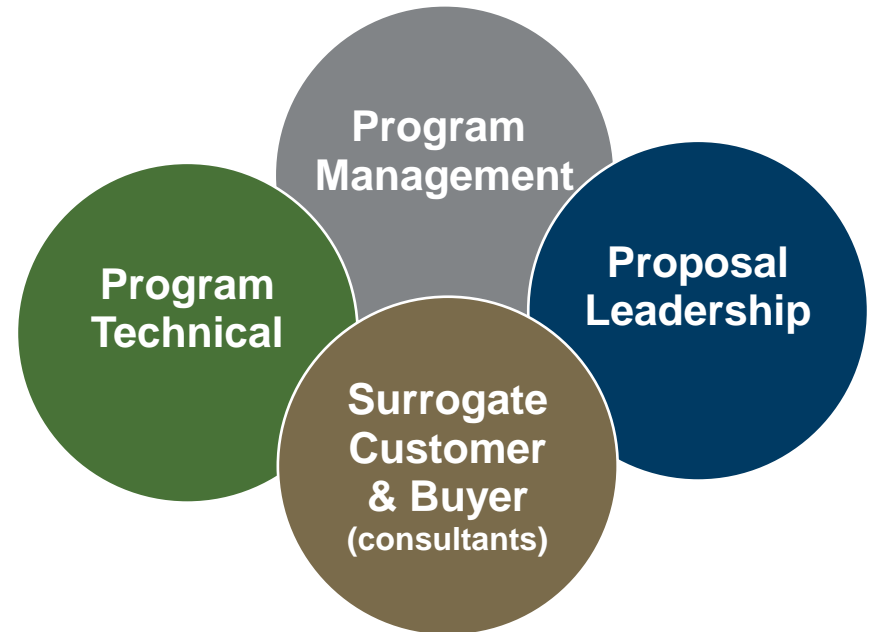 Program
Management
Program
Technical
Proposal
Leadership
Surrogate
Customer
& Buyer
(consultants)